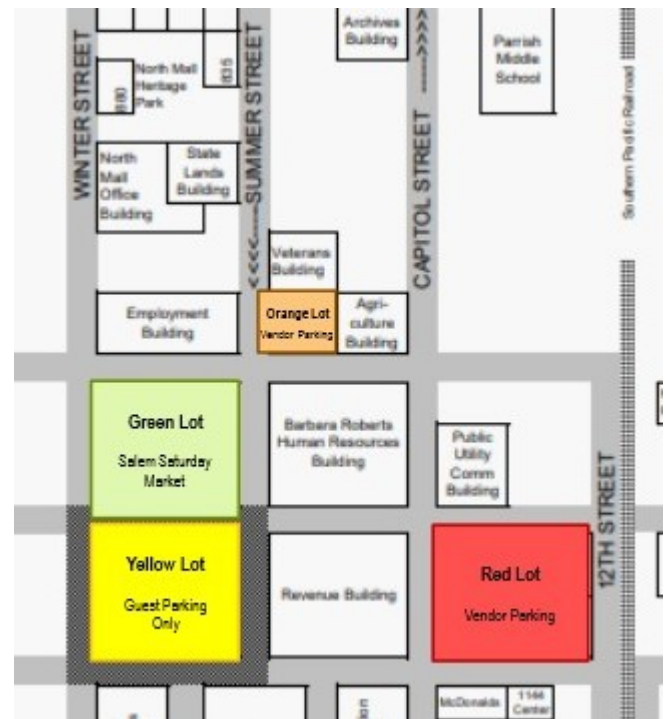 Archives
Building
Parrish
Middle
School
WINTER STREET
880
North Mall
Heritage
Park
835
<<<<-----SUMMER STREET
CAPITOL STREET ----->>>>
Southern Pacific Railroad
North
Mall
Office
Building
State
Lands
Building
Veterans
Building
Employment
Building
Orange Lot
Vendor Parking
Agri-
culture
Building
Green Lot
Salem Saturday
Market
Barbara Roberts
Human Resources
Building
Public
Utility
Comm
Building
12TH STREET
Yellow Lot
Guest Parking
Only
Revenue Building
Red Lot
Vendor Parking
McDonalds
1144
Center